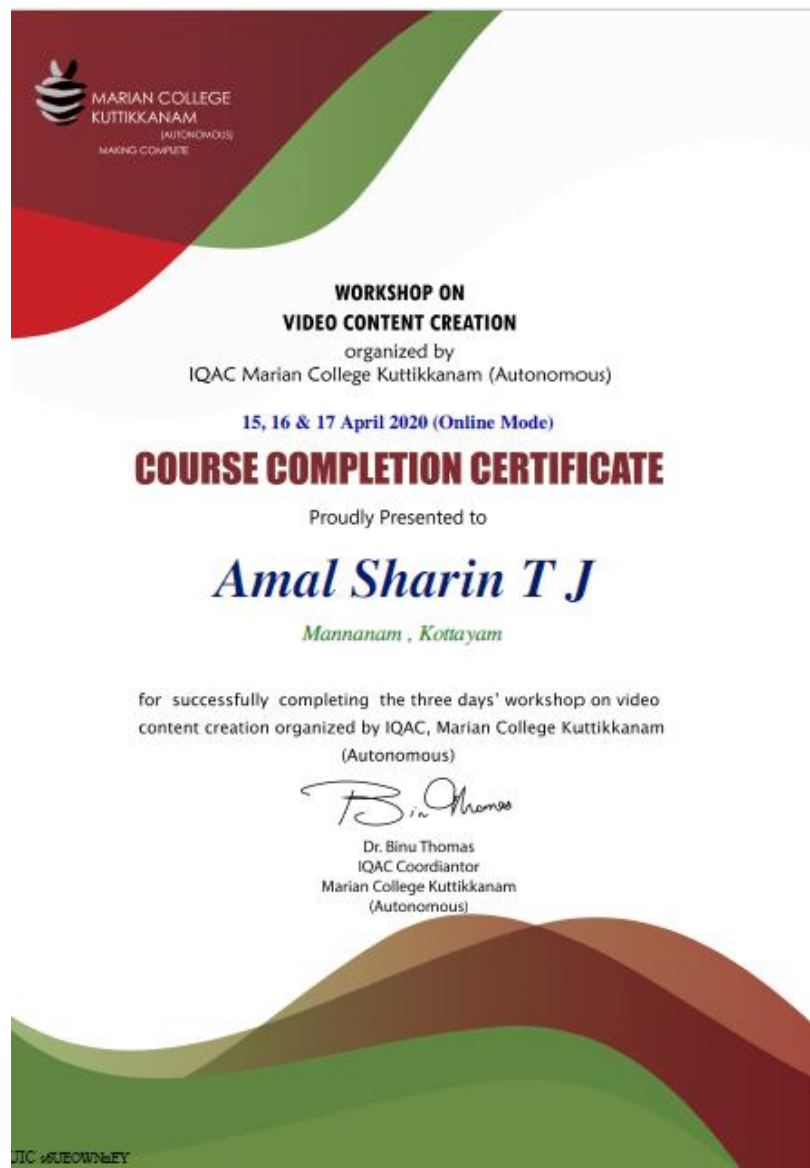 MARIAN COLLEGE
KUTTIKKANAM
(AUTONOMOUS)
MAKING COMPLETE
WORKSHOP ON
VIDEO CONTENT CREATION
organized by
IQAC Marian College Kuttikkanam (Autonomous)
15, 16 & 17 April 2020 (Online Mode)
COURSE COMPLETION CERTIFICATE
Proudly Presented to
Amal Sharin T J
Mannanam , Kottayam
for successfully completing the three days' workshop on video
content creation organized by IQAC, Marian College Kuttikkanam
(Autonomous)
Bin Thomas
Dr. Binu Thomas
IQAC Coordiantor
Marian College Kuttikkanam
(Autonomous)